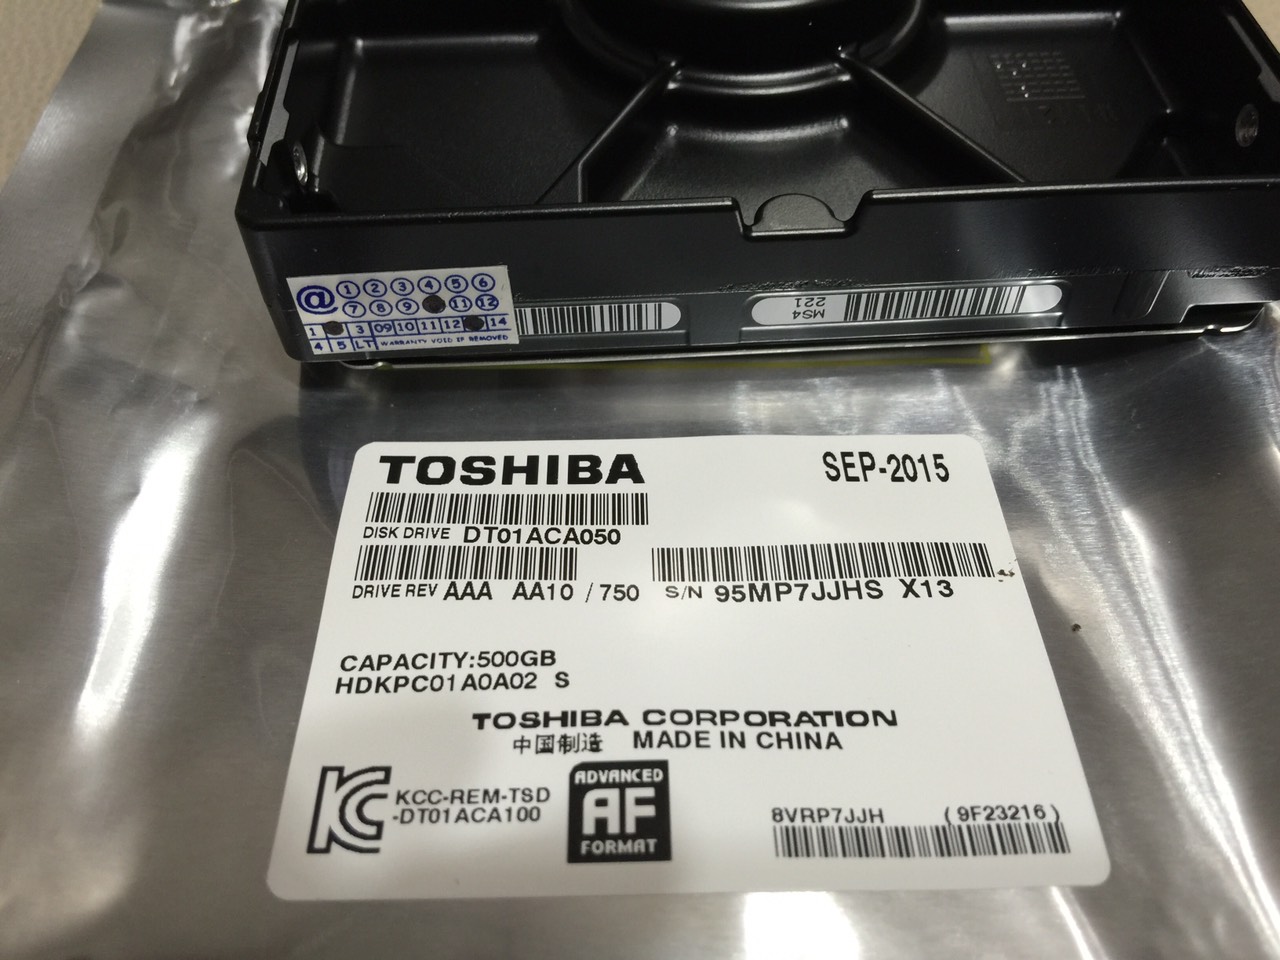 @ 1 2 3 4 5 6
7 8 9 11 12
1 3 09 10 11 12 14
4 5 LT WARRANTY VOID IF REMOVED
MS4
221
TOSHIBA SEP-2015
DISK DRIVE DT01ACA050
DRIVE REV AAA AA10 / 750 S/N 95MP7JJHS X13
CAPACITY:500GB
HDKPC01A0A02 S
TOSHIBA CORPORATION
中国制造 MADE IN CHINA
KC KCC-REM-TSD
-DT01ACA100
ADVANCED
AF
FORMAT
8VRP7JJH (9F23216)